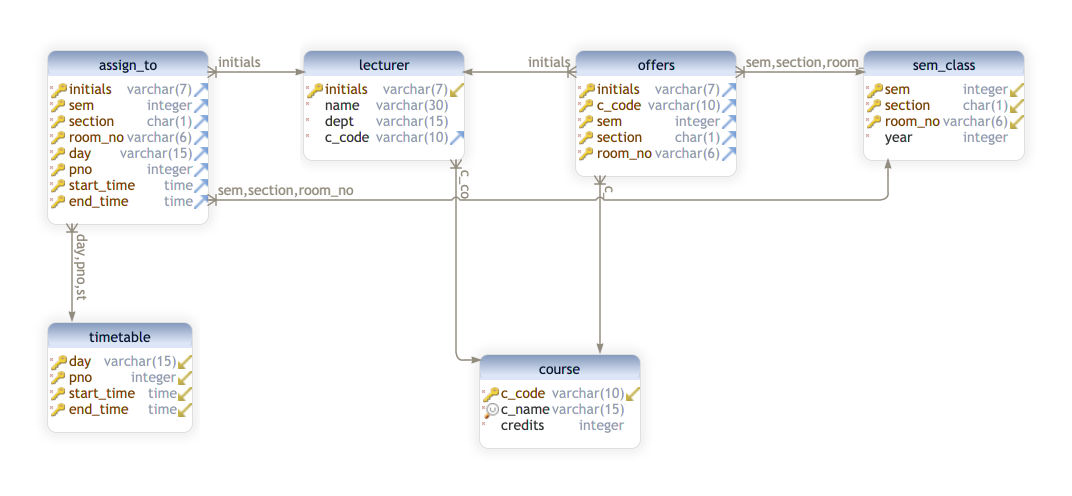 assign_to
initials varchar(7)
sem integer
section char(1)
room_no varchar(6)
day varchar(15)
pno integer
start_time time
end_time time
initials
lecturer
initials varchar(7)
name varchar(30)
dept varchar(15)
c_code varchar(10)
initials
offers
initials varchar(7)
c_code varchar(10)
sem integer
section char(1)
room_no varchar(6)
sem,section,room_
sem_class
sem integer
section char(1)
room_no varchar(6)
year integer
c_co
c_
sem,section,room_no
day,pno,st
timetable
day varchar(15)
pno integer
start_time time
end_time time
course
c_code varchar(10)
c_name varchar(15)
credits integer